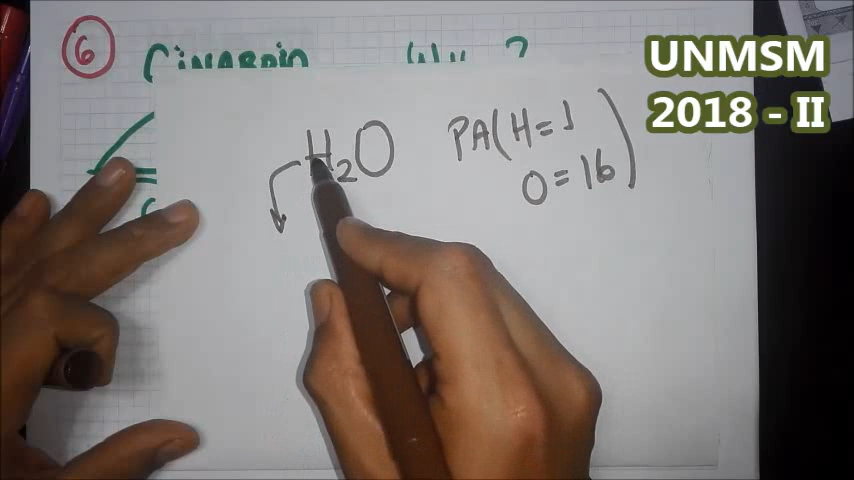 6
UNMSM
2018 - II
H2O PA(H=1
O=16)